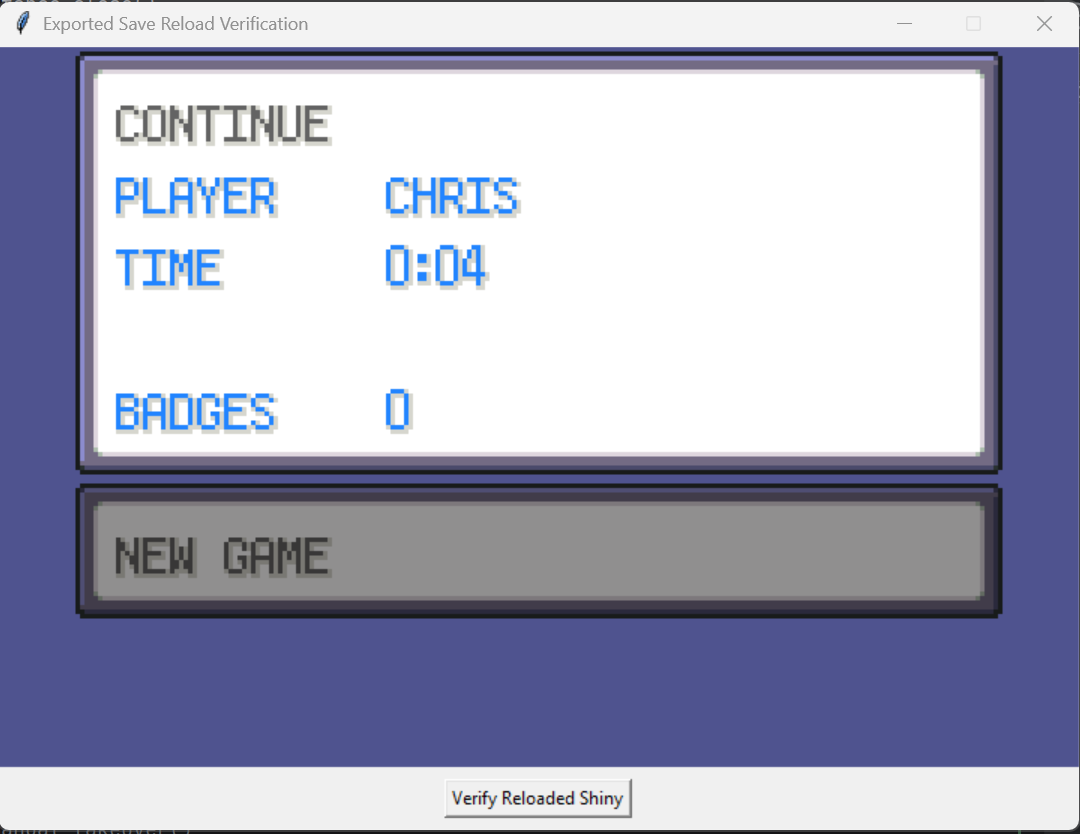 Exported Save Reload Verification
CONTINUE
PLAYER CHRIS
TIME 0:04
BADGES 0
NEW GAME
Verify Reloaded Shiny